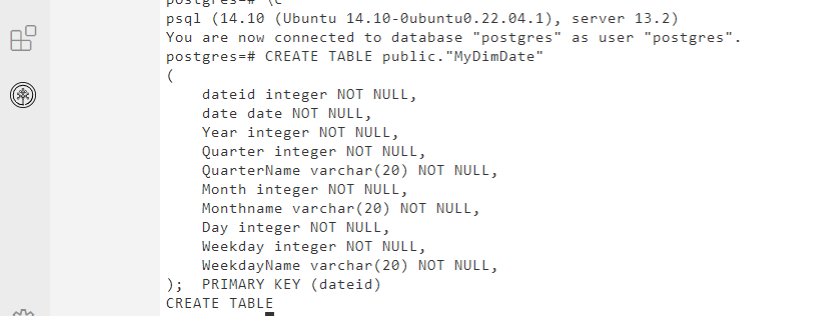 postgres=# \c
psql (14.10 (Ubuntu 14.10-0ubuntu0.22.04.1), server 13.2)
You are now connected to database "postgres" as user "postgres".
postgres=# CREATE TABLE public."MyDimDate"
(
    dateid integer NOT NULL,
    date date NOT NULL,
    Year integer NOT NULL,
    Quarter integer NOT NULL,
    QuarterName varchar(20) NOT NULL,
    Month integer NOT NULL,
    Monthname varchar(20) NOT NULL,
    Day integer NOT NULL,
    Weekday integer NOT NULL,
    WeekdayName varchar(20) NOT NULL,
);  PRIMARY KEY (dateid)
CREATE TABLE